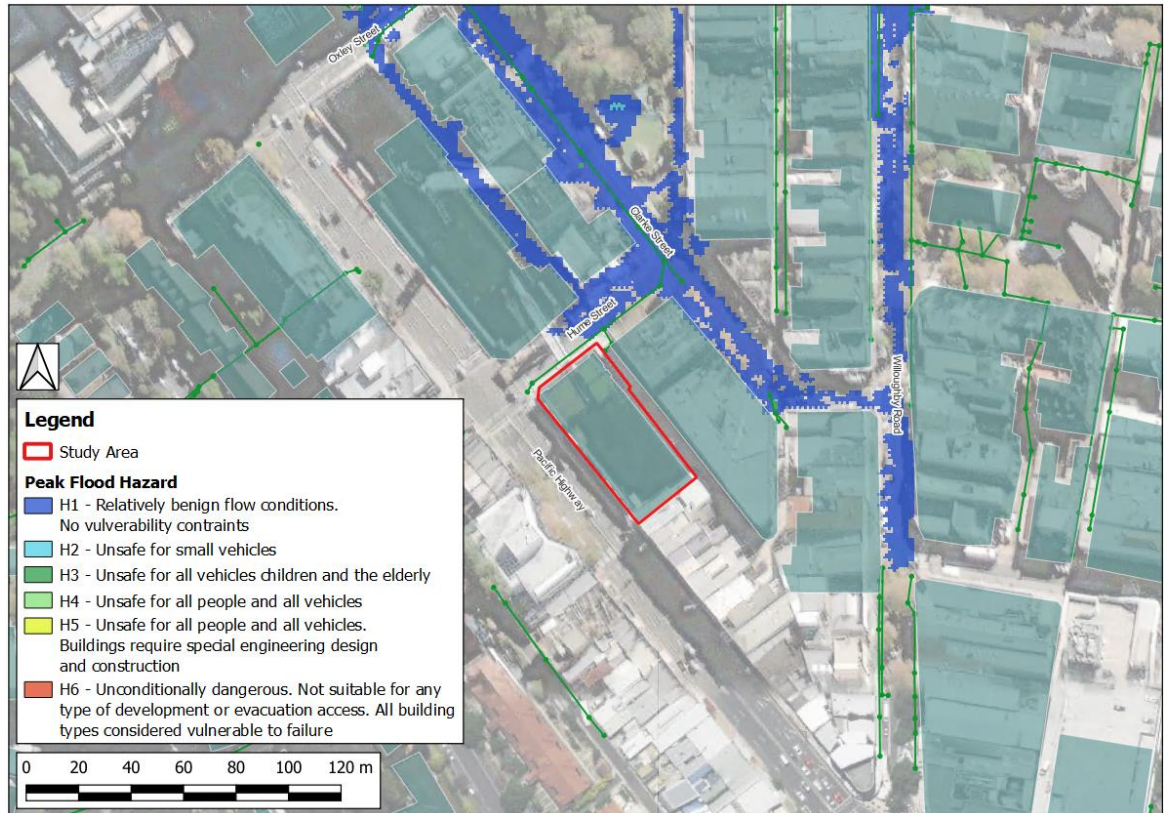 Oxley Street
Clarke Street
Hume Street
Willoughby Road
Pacific Highway
Legend
Study Area
Peak Flood Hazard
H1 - Relatively benign flow conditions.
No vulverability contraints
H2 - Unsafe for small vehicles
H3 - Unsafe for all vehicles children and the elderly
H4 - Unsafe for all people and all vehicles
H5 - Unsafe for all people and all vehicles.
Buildings require special engineering design
and construction
H6 - Unconditionally dangerous. Not suitable for any
type of development or evacuation access. All building
types considered vulnerable to failure
0 20 40 60 80 100 120 m